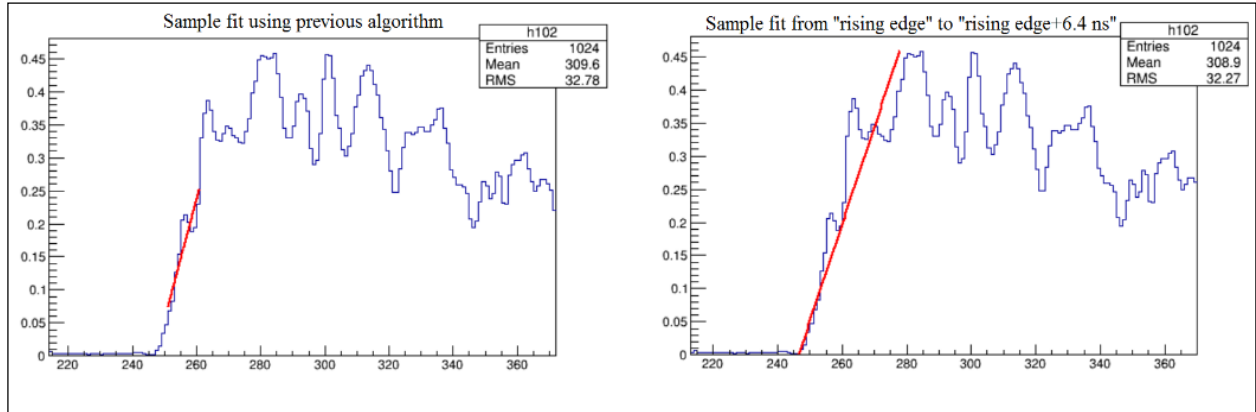 Sample fit using previous algorithm
h102
Entries 1024
Mean 309.6
RMS 32.78
0.45
0.4
0.35
0.3
0.25
0.2
0.15
0.1
0.05
0
220 240 260 280 300 320 340 360
Sample fit from "rising edge" to "rising edge+6.4 ns"
h102
Entries 1024
Mean 308.9
RMS 32.27
0.45
0.4
0.35
0.3
0.25
0.2
0.15
0.1
0.05
0
220 240 260 280 300 320 340 360